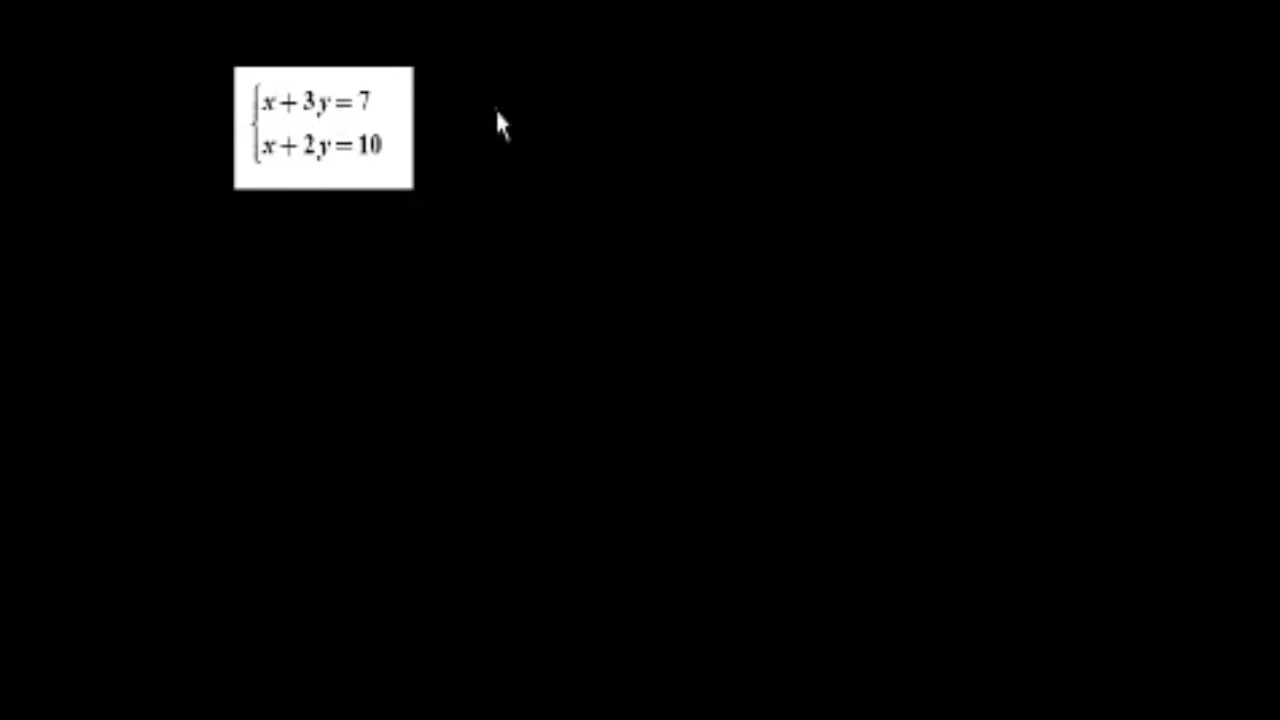 x + 3y = 7
x + 2y = 10